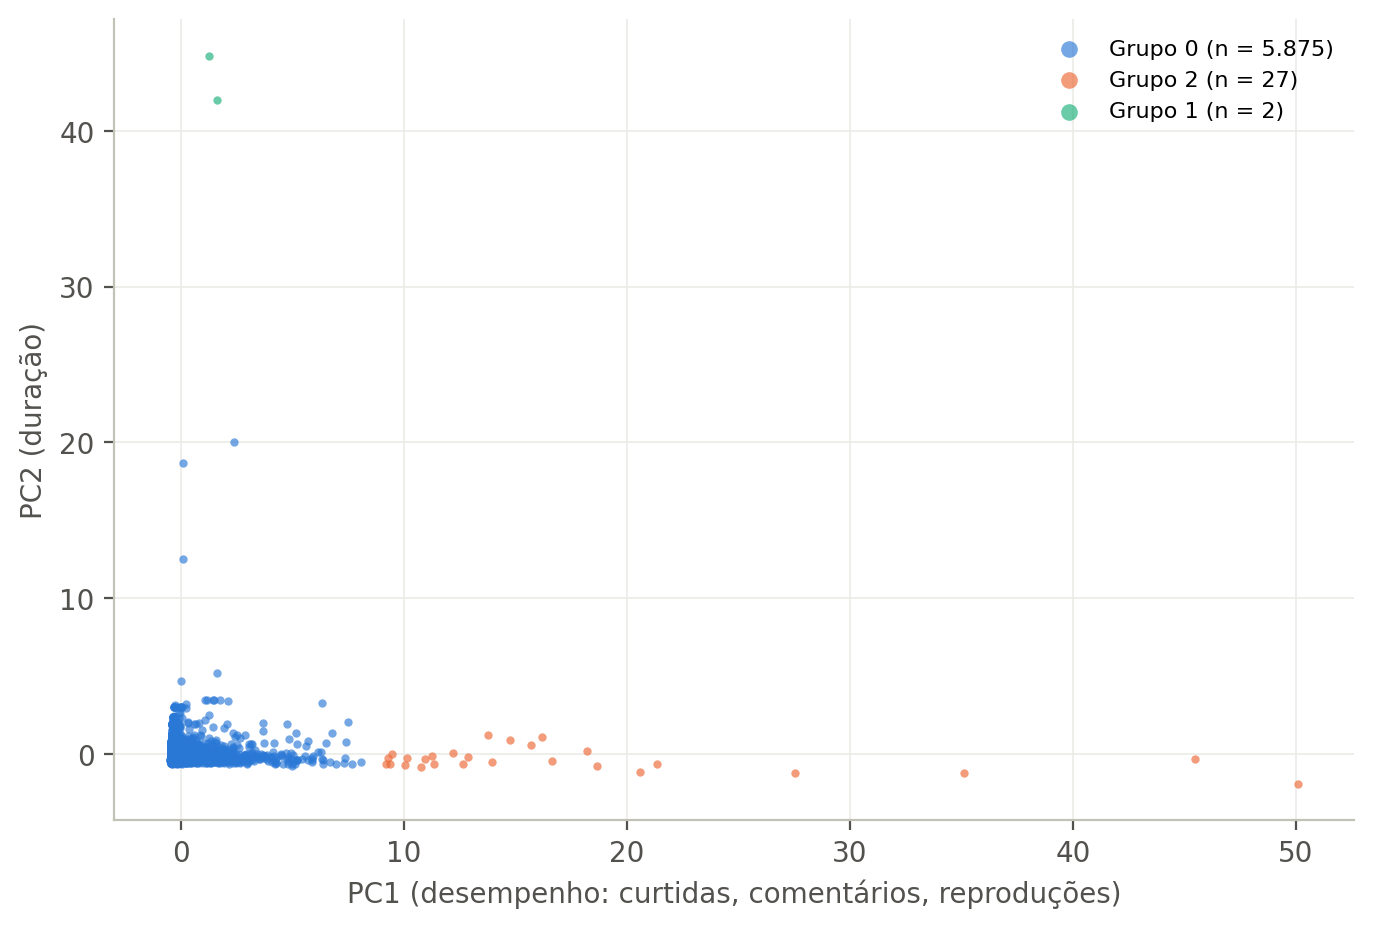 Grupo 0 (n = 5.875)
Grupo 2 (n = 27)
Grupo 1 (n = 2)
40
30
20
10
0
PC2 (duração)
0 10 20 30 40 50
PC1 (desempenho: curtidas, comentários, reproduções)